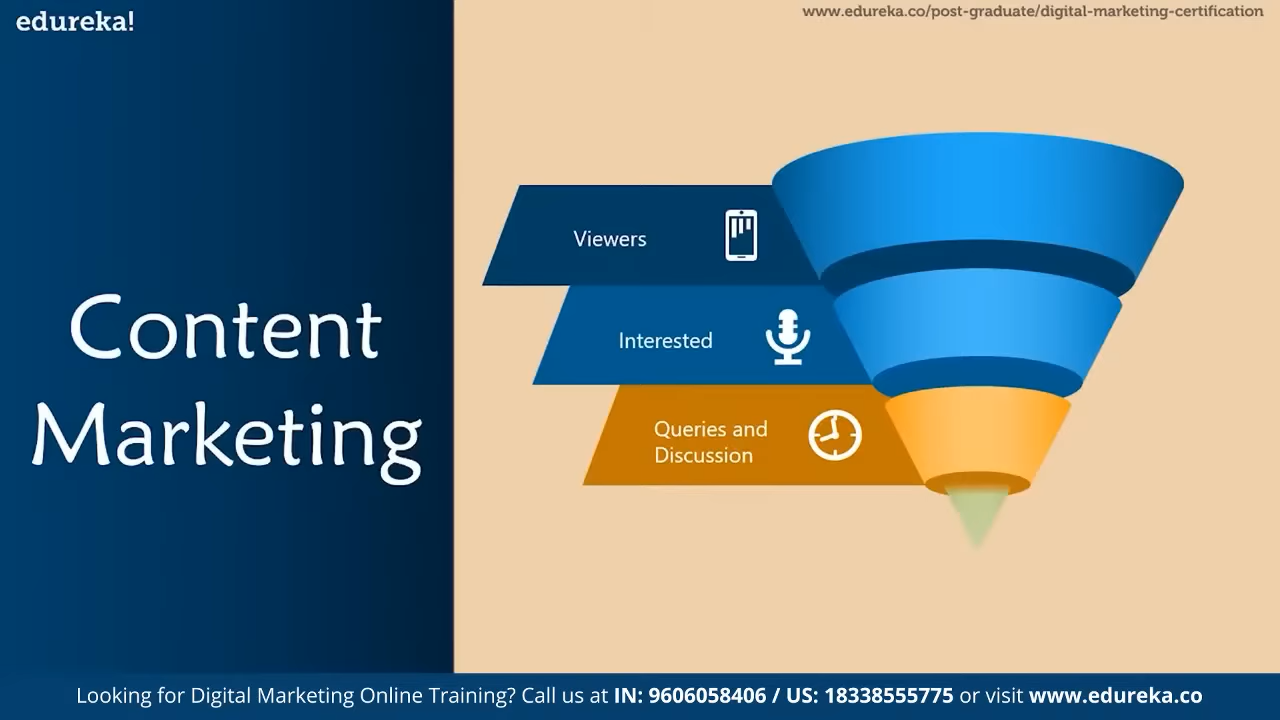 edureka!
www.edureka.co/post-graduate/digital-marketing-certification
Content
Marketing
Viewers
Interested
Queries and
Discussion
Looking for Digital Marketing Online Training? Call us at IN: 9606058406 / US: 18338555775 or visit www.edureka.co